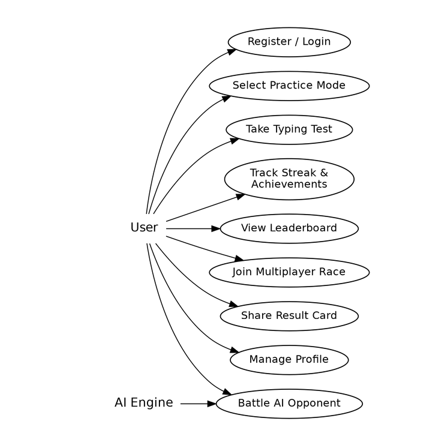 Register / Login
Select Practice Mode
Take Typing Test
Track Streak &
Achievements
User
View Leaderboard
Join Multiplayer Race
Share Result Card
Manage Profile
AI Engine
Battle AI Opponent